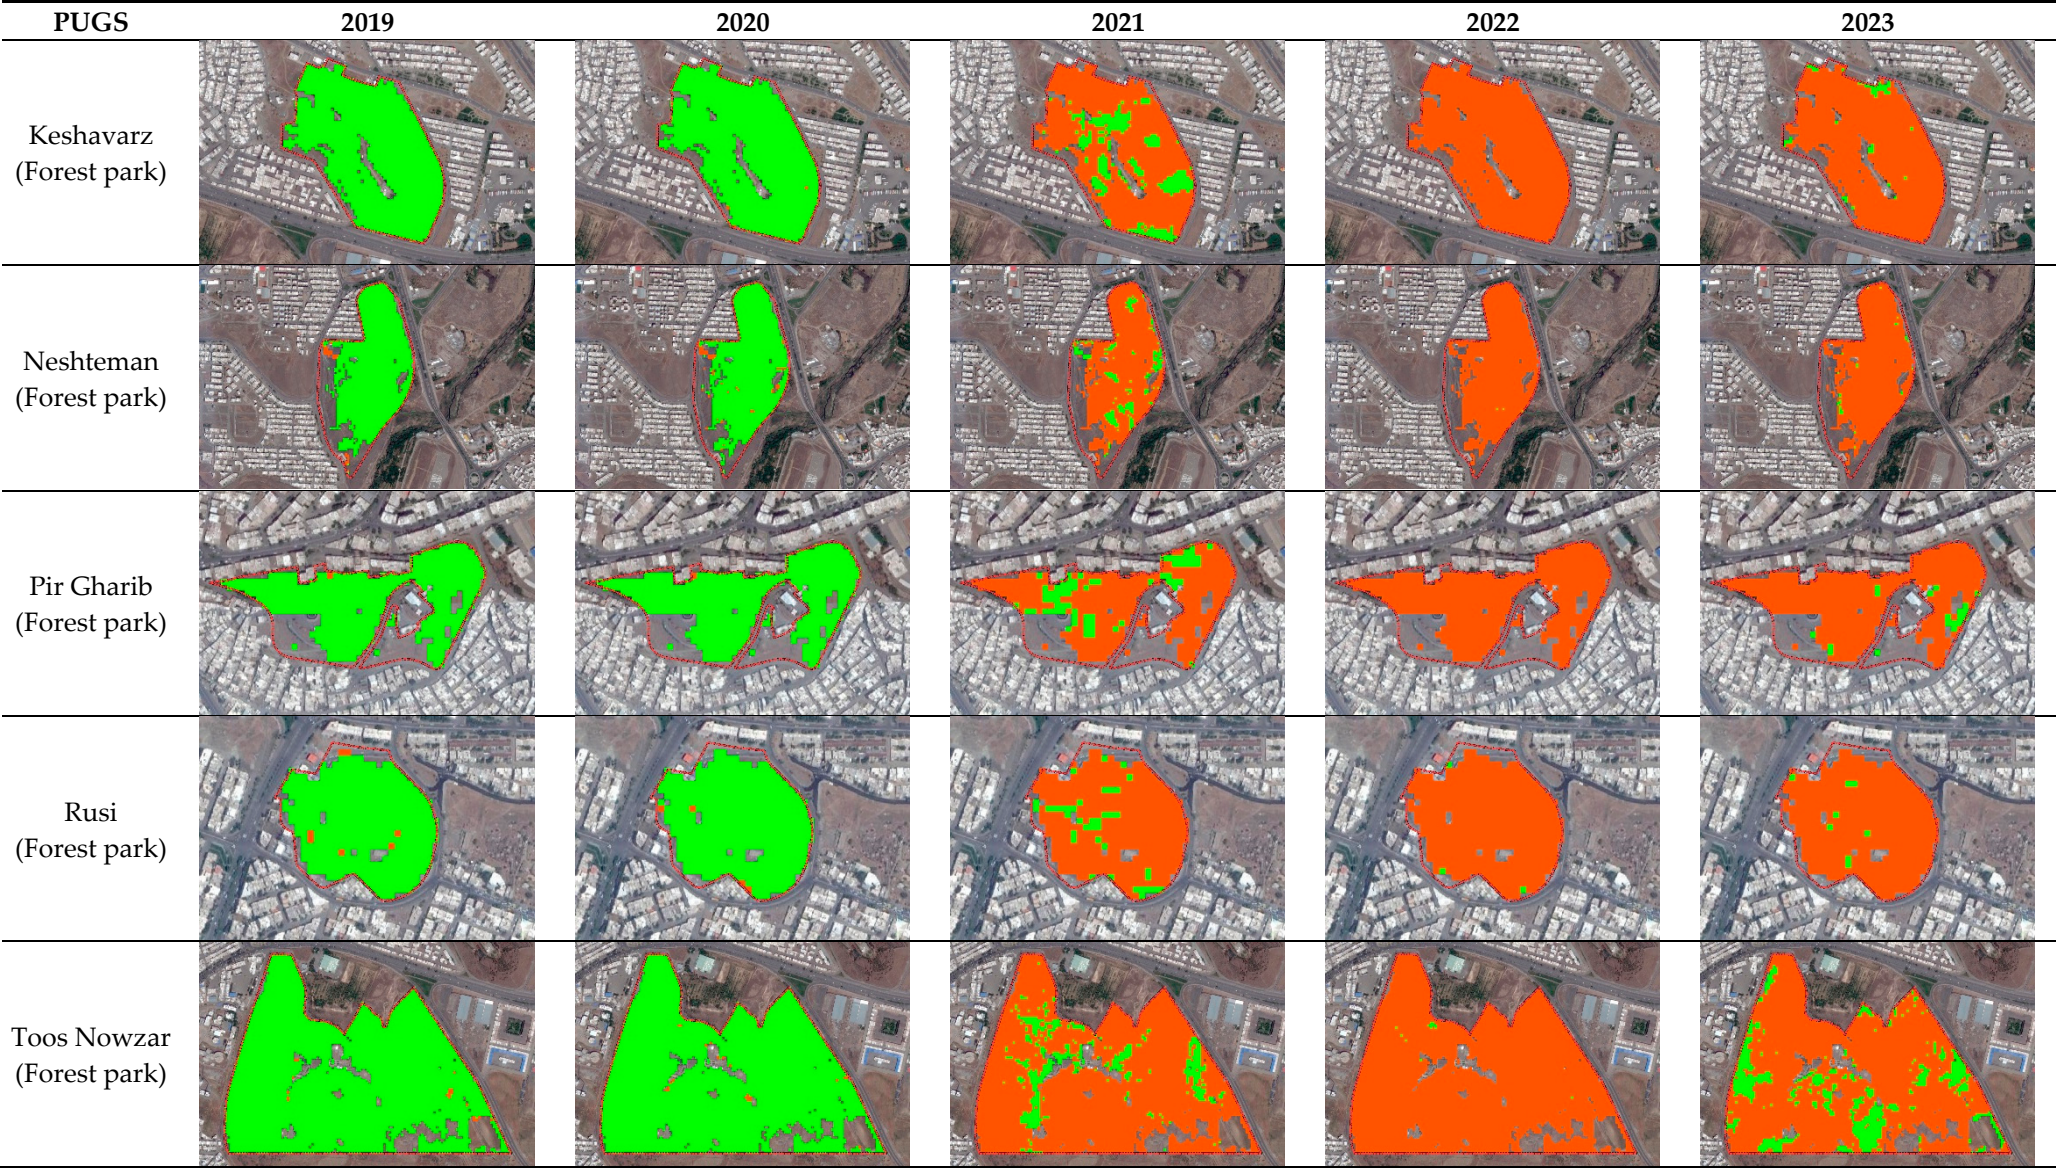 PUGS 2019 2020 2021 2022 2023
Keshavarz
(Forest park)
Neshteman
(Forest park)
Pir Gharib
(Forest park)
Rusi
(Forest park)
Toos Nowzar
(Forest park)